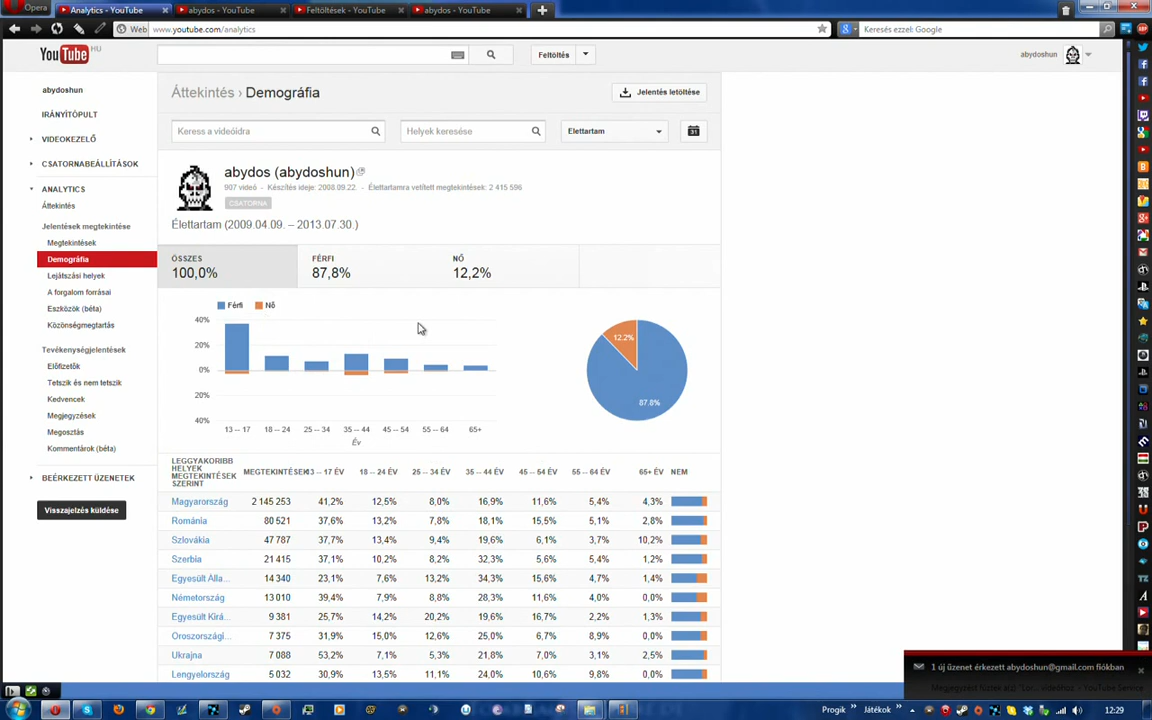 Opera
Analytics - YouTube
abydos - YouTube
Feltöltések - YouTube
abydos - YouTube
Web www.youtube.com/analytics
Keresés ezzel: Google
YouTube HU
Feltöltés
abydoshun
abydoshun
IRÁNYÍTÓPULT
VIDEOKEZELŐ
CSATORNABEÁLLÍTÁSOK
ANALYTICS
Áttekintés
Jelentések megtekintése
Megtekintések
Demográfia
Lejátszási helyek
A forgalom forrásai
Eszközök (béta)
Közönségmegtartás
Tevékenységjelentések
Előfizetők
Tetszik és nem tetszik
Kedvencek
Megjegyzések
Megosztás
Kommentárok (béta)
BEÉRKEZETT ÜZENETEK
Visszajelzés küldése
Áttekintés › Demográfia
Jelentés letöltése
Keress a videóidra
Helyek keresése
Elettartam
31
abydos (abydoshun)
907 videó - Készítés ideje: 2008.09.22. - Élettartamra vetített megtekintések: 2 415 596
CSATORNA
Élettartam (2009.04.09. – 2013.07.30.)
ÖSSZES
100,0%
FÉRFI
87,8%
NŐ
12,2%
Férfi Nő
40%
20%
0%
20%
40%
13 -- 17 18 -- 24 25 -- 34 35 -- 44 45 -- 54 55 -- 64 65+
Év
12.2%
87.8%
LEGGYAKORIBB HELYEK MEGTEKINTÉSEK SZERINT MEGTEKINTÉSEK 13 -- 17 ÉV 18 -- 24 ÉV 25 -- 34 ÉV 35 -- 44 ÉV 45 -- 54 ÉV 55 -- 64 ÉV 65+ ÉV NEM
Magyarország 2 145 253 41,2% 12,5% 8,0% 16,9% 11,6% 5,4% 4,3%
Románia 80 521 37,6% 13,2% 7,8% 18,1% 15,5% 5,1% 2,8%
Szlovákia 47 787 37,7% 13,4% 9,4% 19,6% 6,1% 3,7% 10,2%
Szerbia 21 415 37,1% 10,2% 8,2% 32,3% 5,6% 5,4% 1,2%
Egyesült Álla... 14 340 23,1% 7,6% 13,2% 34,3% 15,6% 4,7% 1,4%
Németország 13 010 39,4% 7,9% 8,8% 28,3% 11,6% 4,0% 0,0%
Egyesült Kirá... 9 381 25,7% 14,2% 20,2% 19,6% 16,7% 2,2% 1,3%
Oroszországi... 7 375 31,9% 15,0% 12,6% 25,0% 6,7% 8,9% 0,0%
Ukrajna 7 088 53,2% 7,1% 5,3% 21,8% 7,0% 3,1% 2,5%
Lengyelország 5 032 30,9% 13,5% 11,1% 24,0% 10,6% 9,8% 0,0%
1 új üzenet érkezett abydoshun@gmail.com fiókban
Progik » Játékok » 12:29